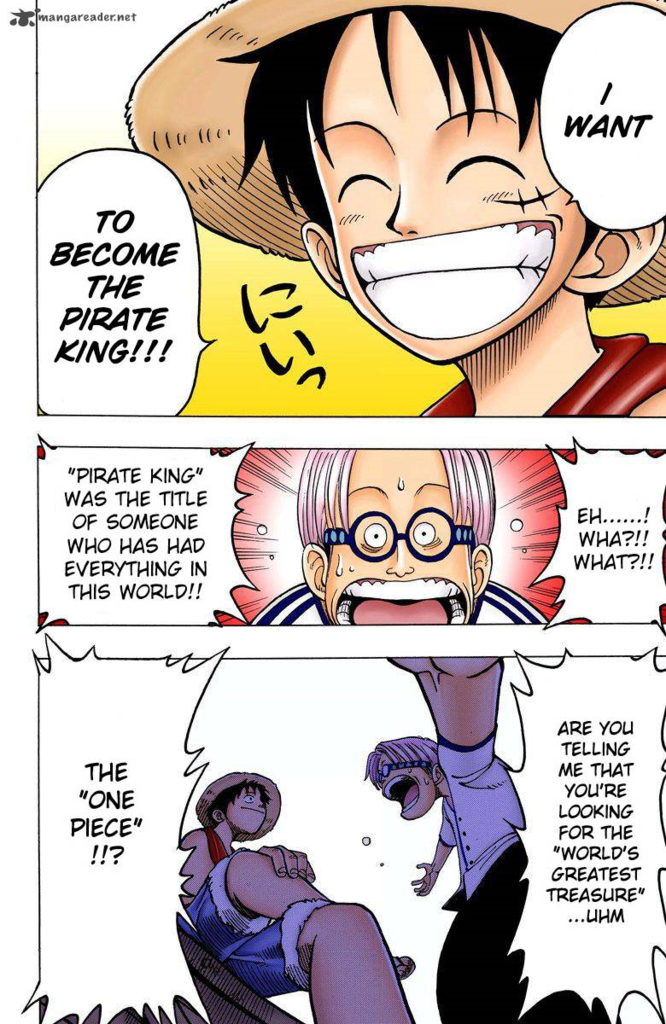 mangareader.net
I
WANT
TO
BECOME
THE
PIRATE
KING!!!
にいっ
EH......!
WHA?!!
WHAT?!!
"PIRATE KING"
WAS THE TITLE
OF SOMEONE
WHO HAS HAD
EVERYTHING IN
THIS WORLD!!
ARE YOU
TELLING
ME THAT
YOU'RE
LOOKING
FOR THE
"WORLD'S
GREATEST
TREASURE"
...UHM
THE
"ONE
PIECE"
!!?